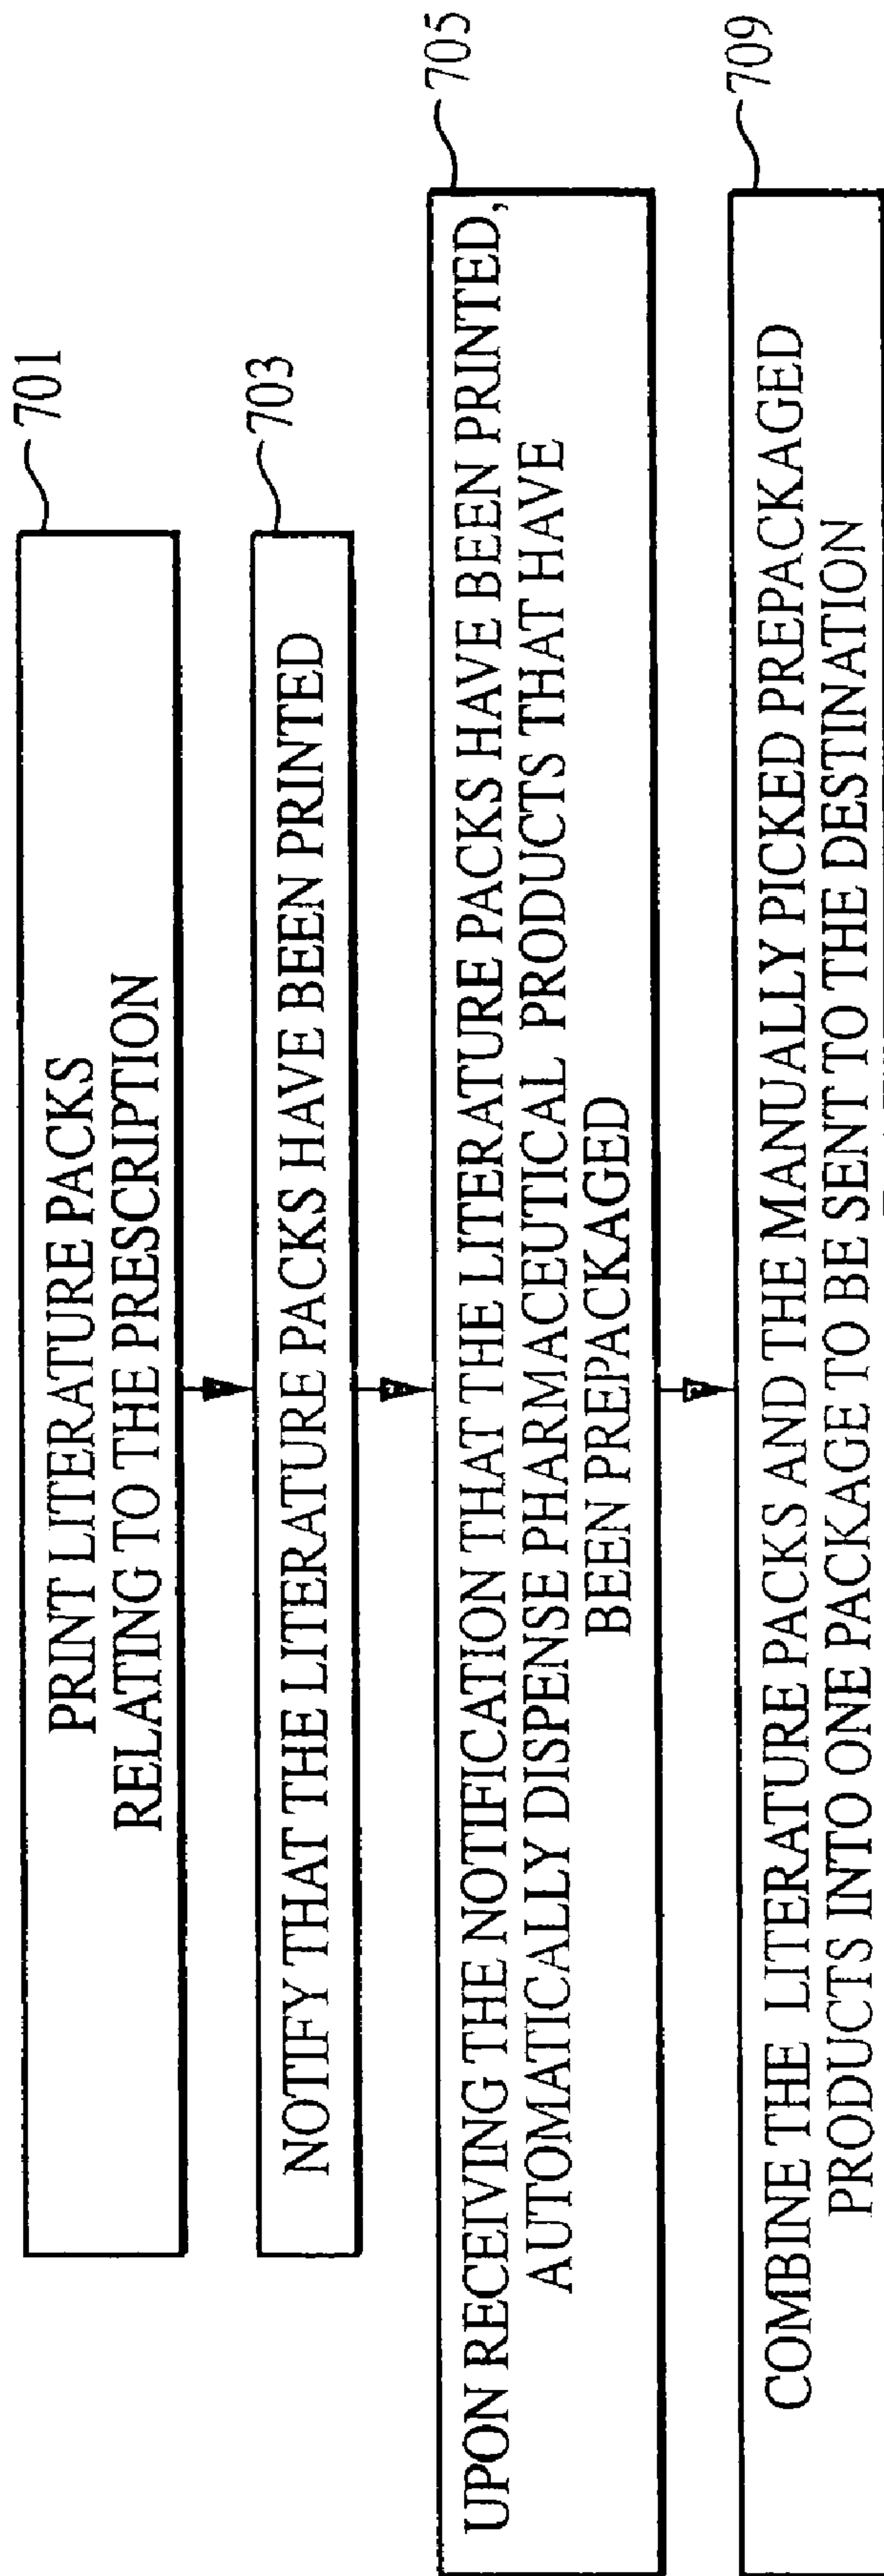 PRINT LITERATURE PACKS
RELATING TO THE PRESCRIPTION
701
NOTIFY THAT THE LITERATURE PACKS HAVE BEEN PRINTED
703
UPON RECEIVING THE NOTIFICATION THAT THE LITERATURE PACKS HAVE BEEN PRINTED,
AUTOMATICALLY DISPENSE PHARMACEUTICAL PRODUCTS THAT HAVE
BEEN PREPACKAGED
705
COMBINE THE LITERATURE PACKS AND THE MANUALLY PICKED PREPACKAGED
PRODUCTS INTO ONE PACKAGE TO BE SENT TO THE DESTINATION
709